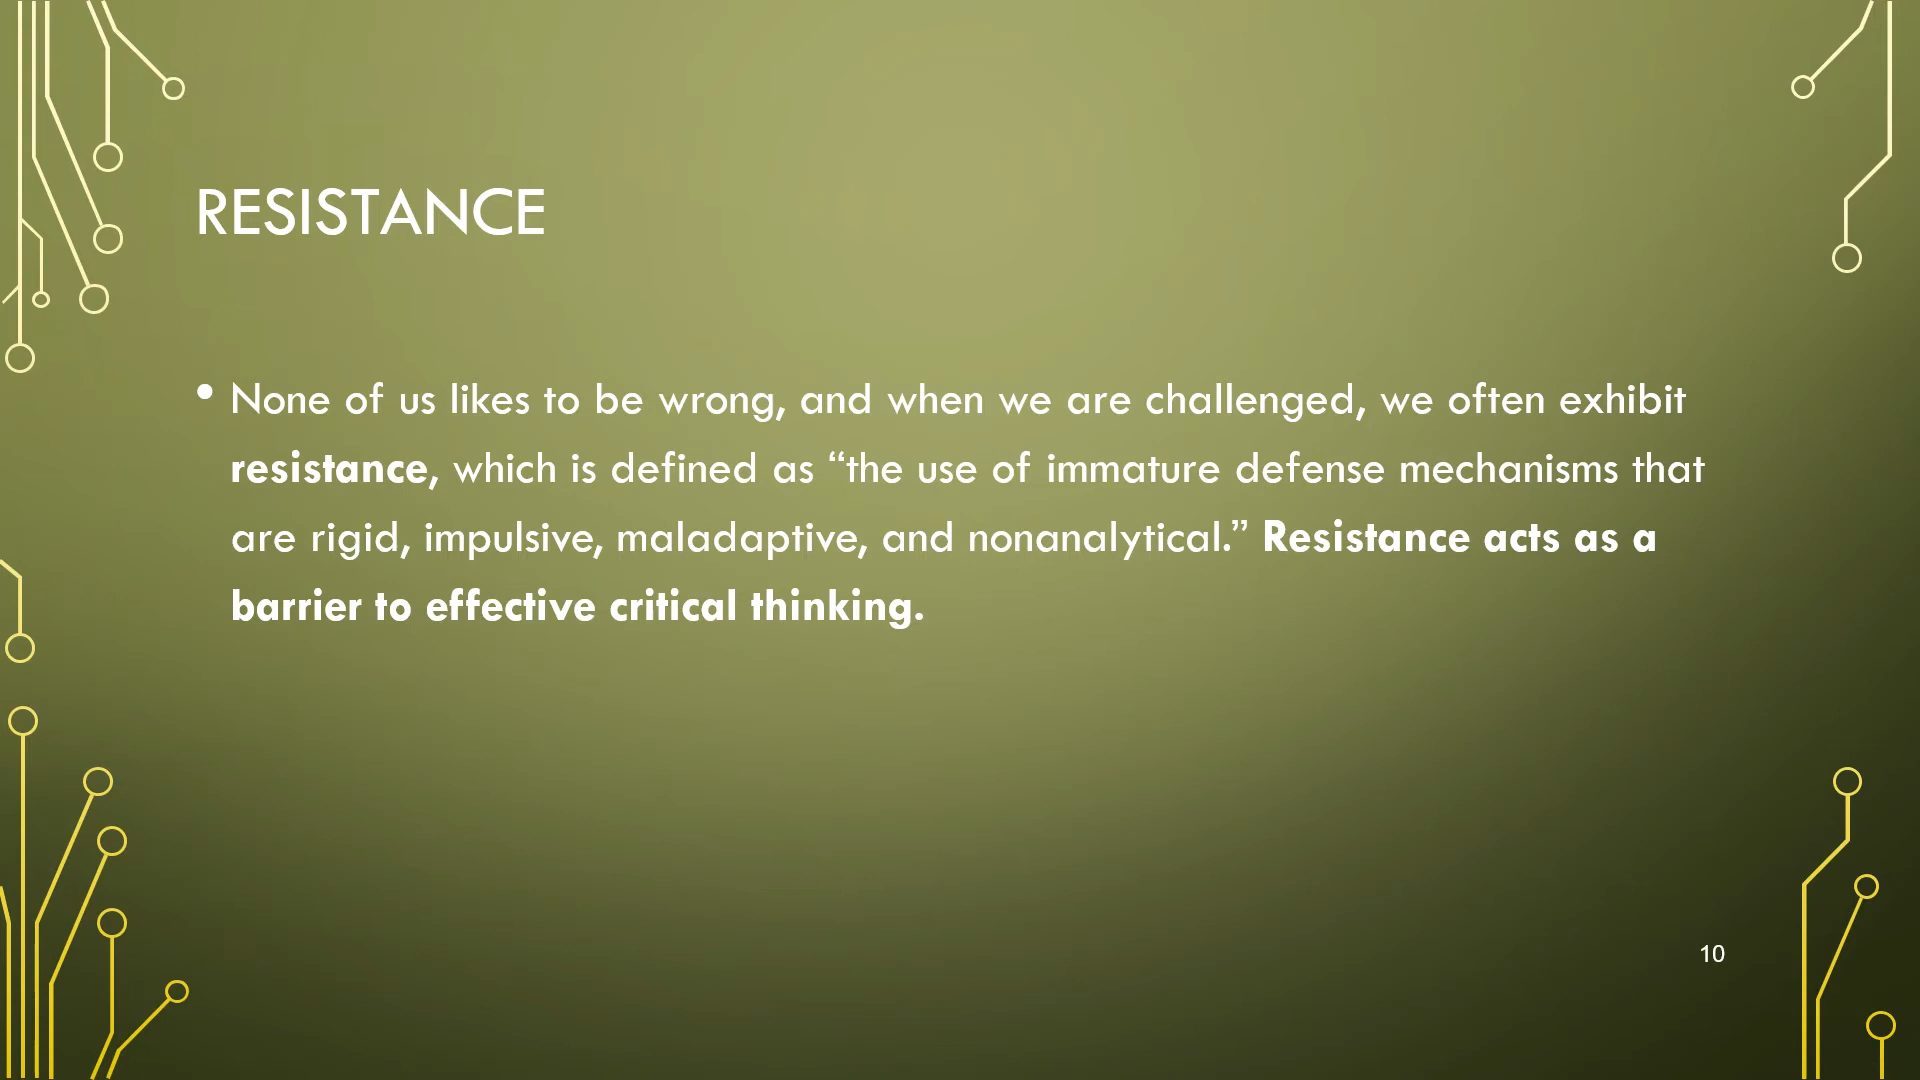 RESISTANCE
• None of us likes to be wrong, and when we are challenged, we often exhibit
resistance, which is defined as “the use of immature defense mechanisms that
are rigid, impulsive, maladaptive, and nonanalytical.” Resistance acts as a
barrier to effective critical thinking.
10